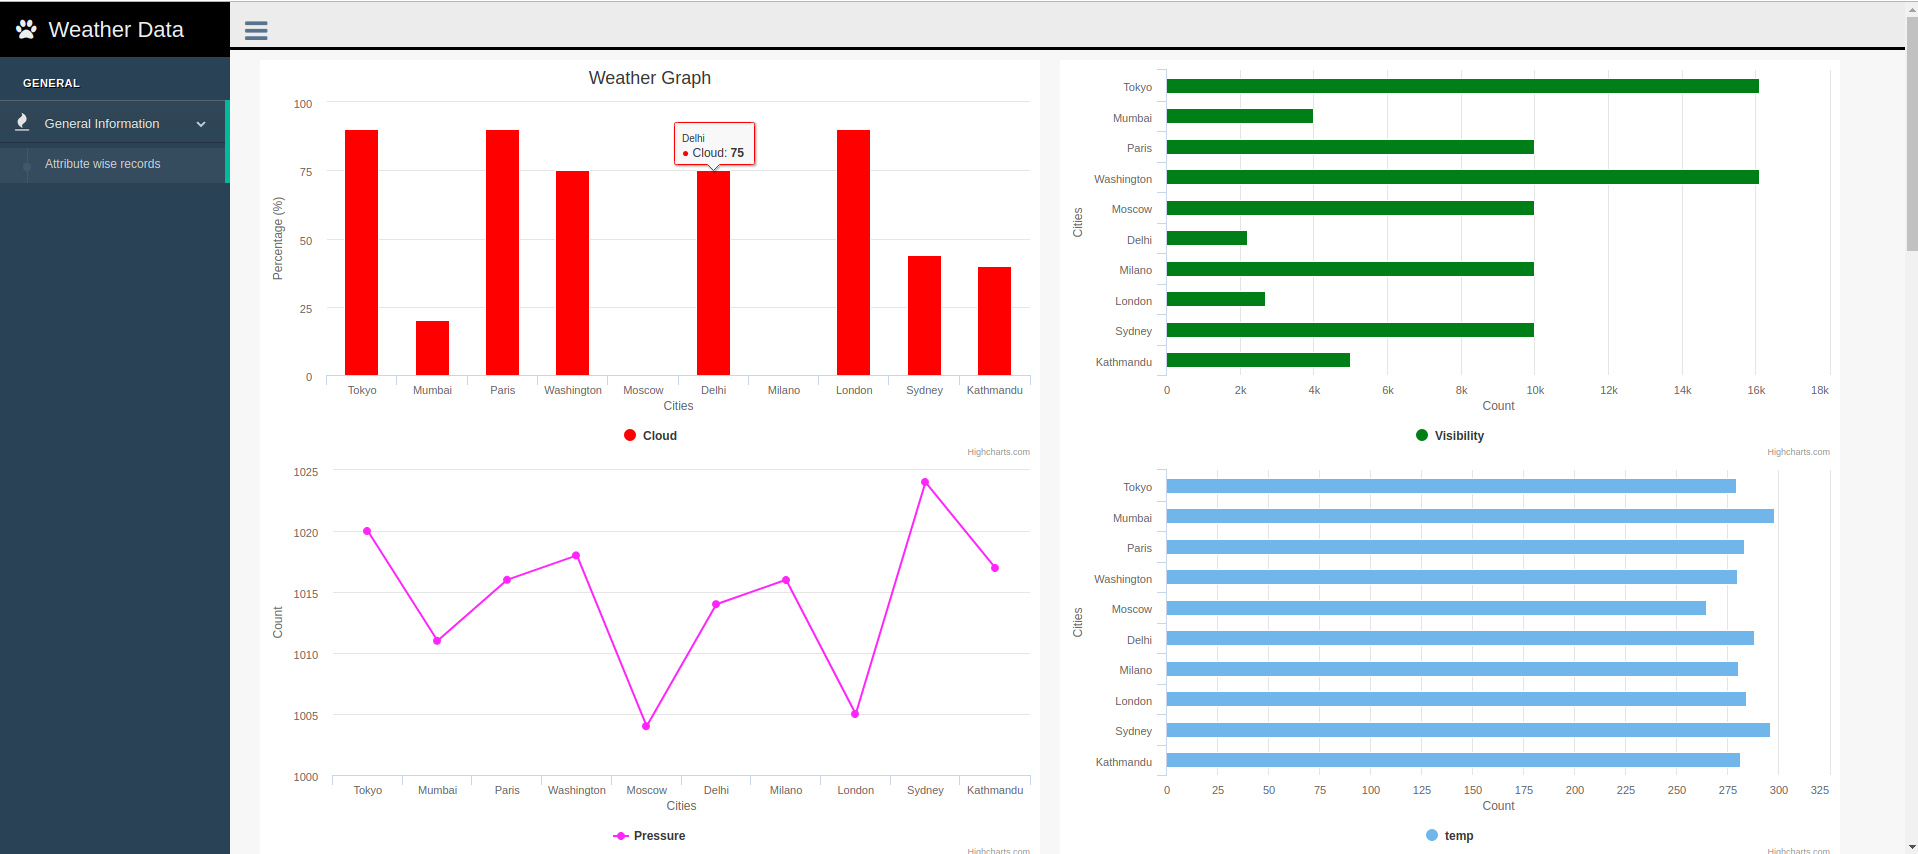 Weather Data
GENERAL
General Information
Attribute wise records
Weather Graph
100
75
50
25
0
Percentage (%)
Delhi
● Cloud: 75
Tokyo Mumbai Paris Washington Moscow Delhi Milano London Sydney Kathmandu
Cities
Cloud
Highcharts.com
Tokyo
Mumbai
Paris
Washington
Moscow
Delhi
Milano
London
Sydney
Kathmandu
Cities
0 2k 4k 6k 8k 10k 12k 14k 16k 18k
Count
Visibility
Highcharts.com
1025
1020
1015
1010
1005
1000
Count
Tokyo Mumbai Paris Washington Moscow Delhi Milano London Sydney Kathmandu
Cities
Pressure
Highcharts.com
Tokyo
Mumbai
Paris
Washington
Moscow
Delhi
Milano
London
Sydney
Kathmandu
Cities
0 25 50 75 100 125 150 175 200 225 250 275 300 325
Count
temp
Highcharts.com